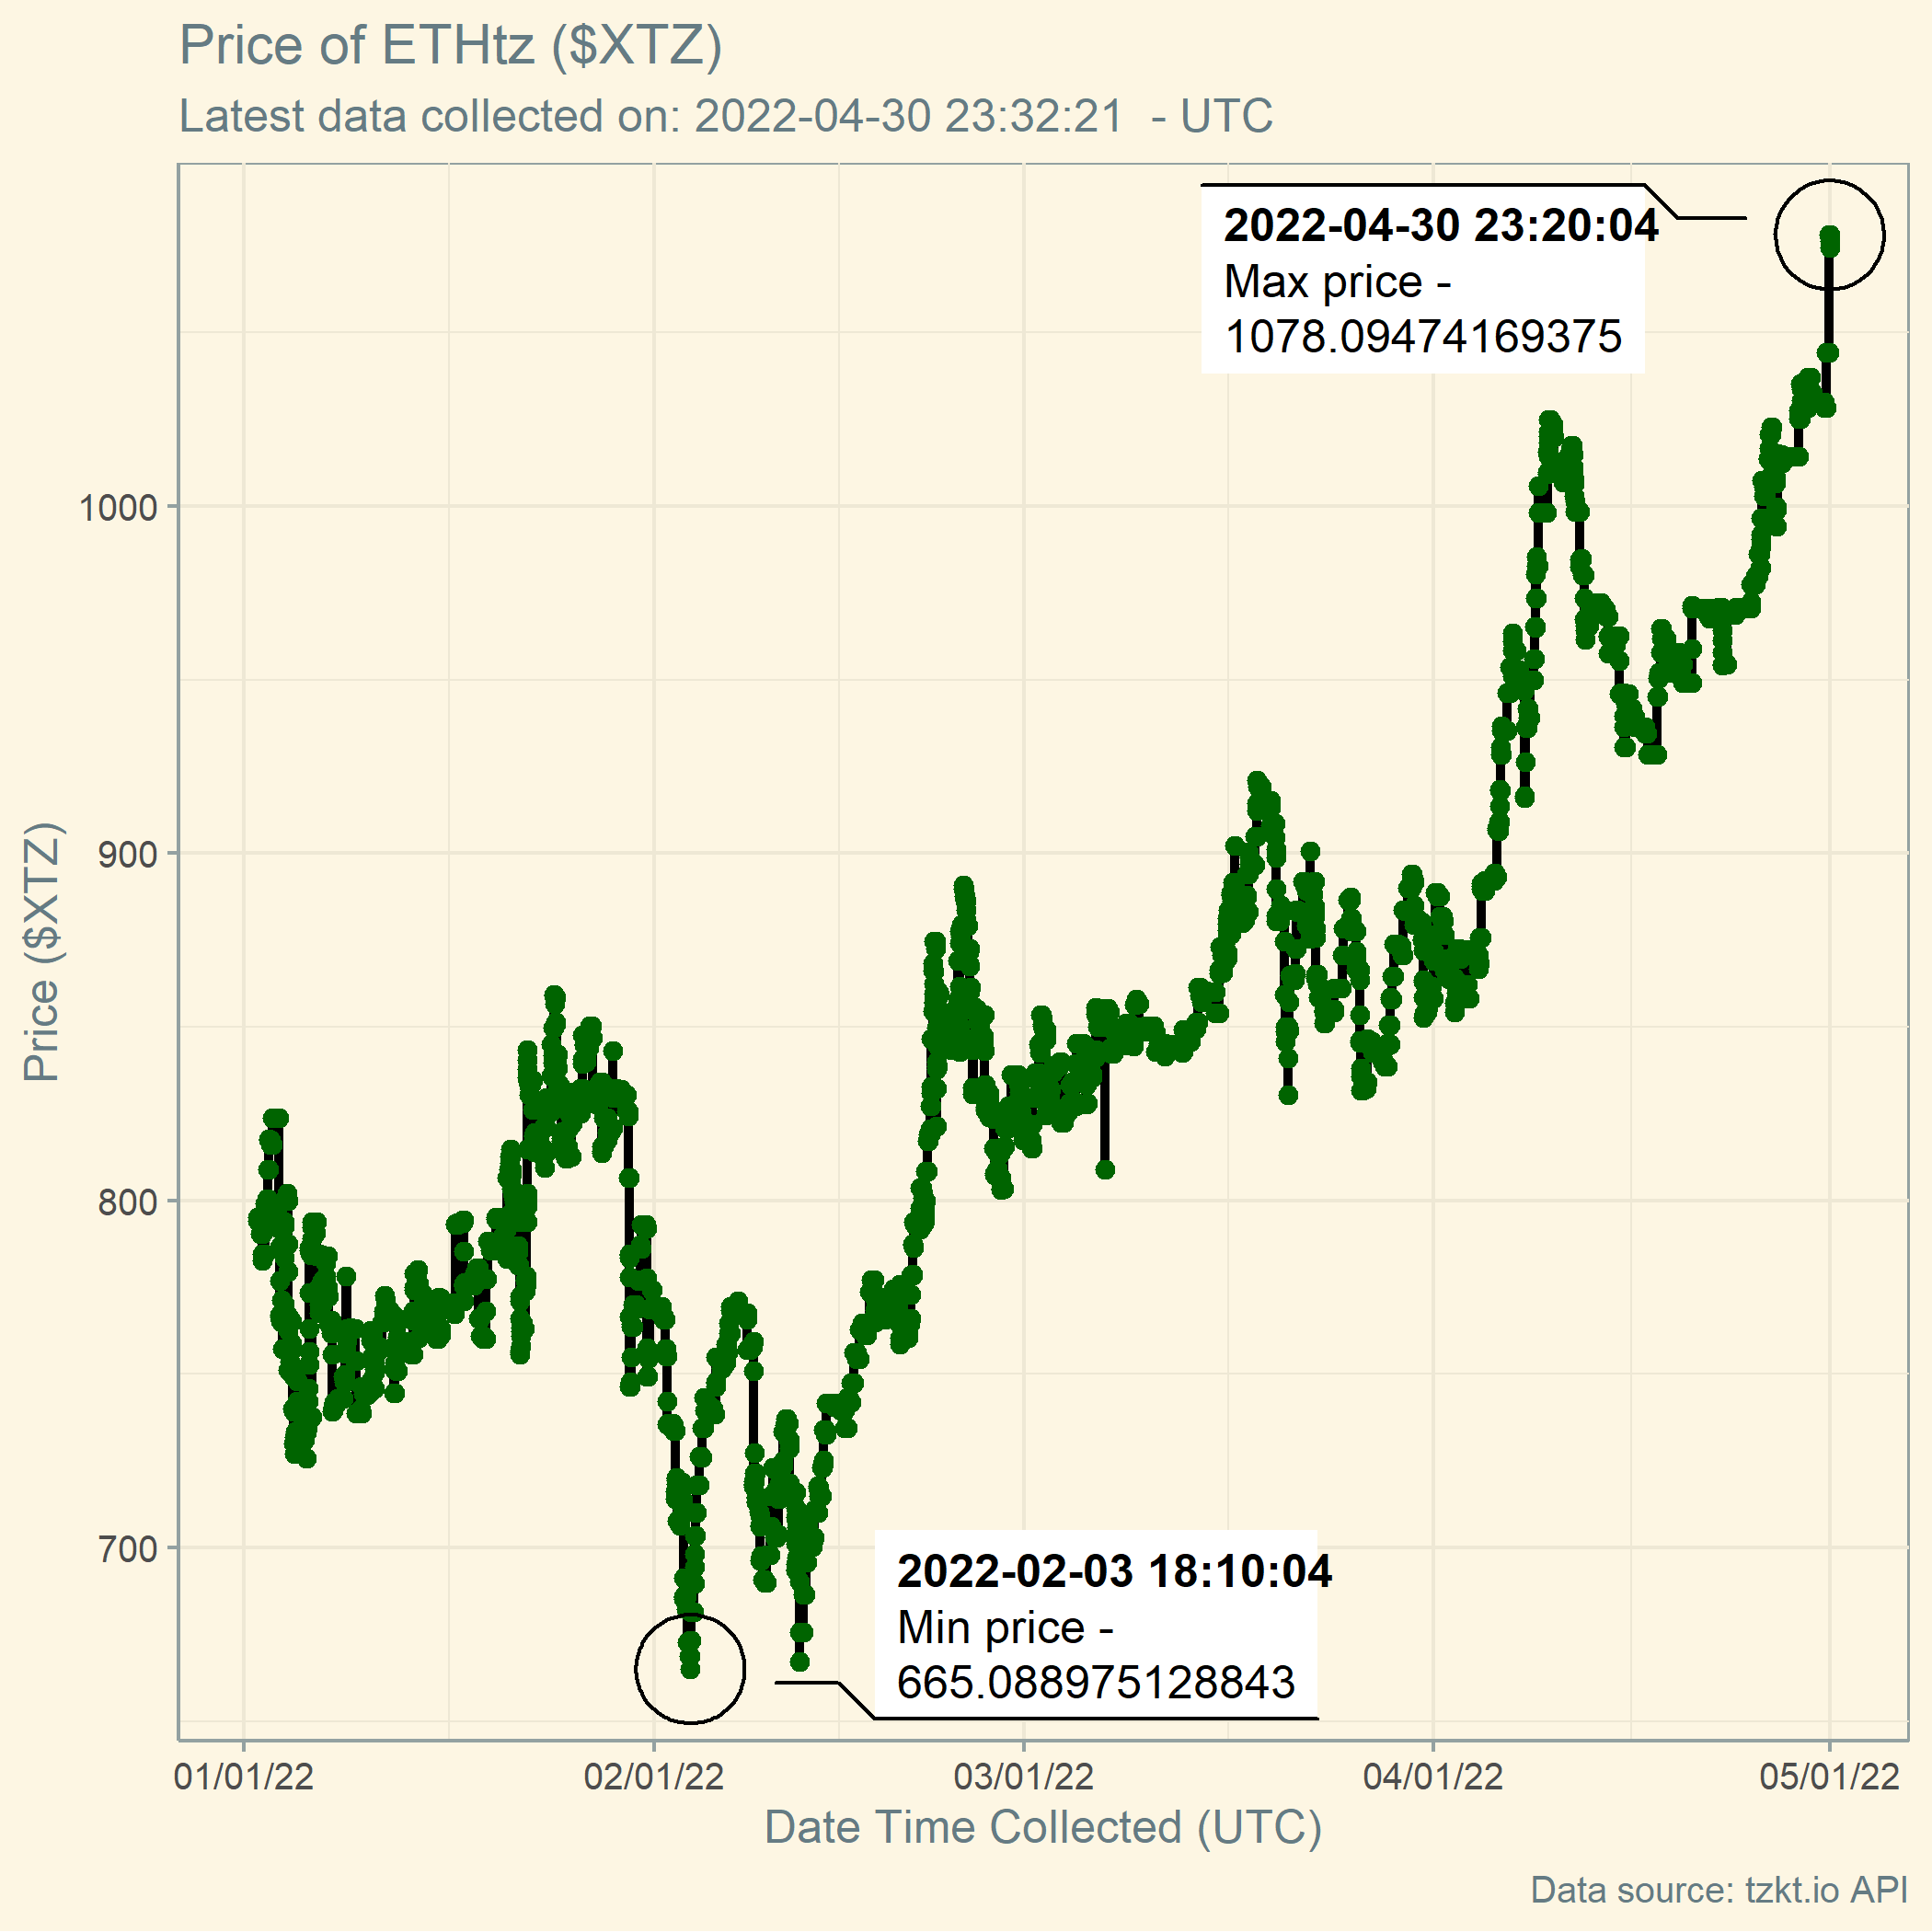 Price of ETHtz ($XTZ)
Latest data collected on: 2022-04-30 23:32:21  - UTC
2022-04-30 23:20:04
Max price -
1078.09474169375
1000
900
800
700
Price ($XTZ)
2022-02-03 18:10:04
Min price -
665.088975128843
01/01/22
02/01/22
03/01/22
04/01/22
05/01/22
Date Time Collected (UTC)
Data source: tzkt.io API